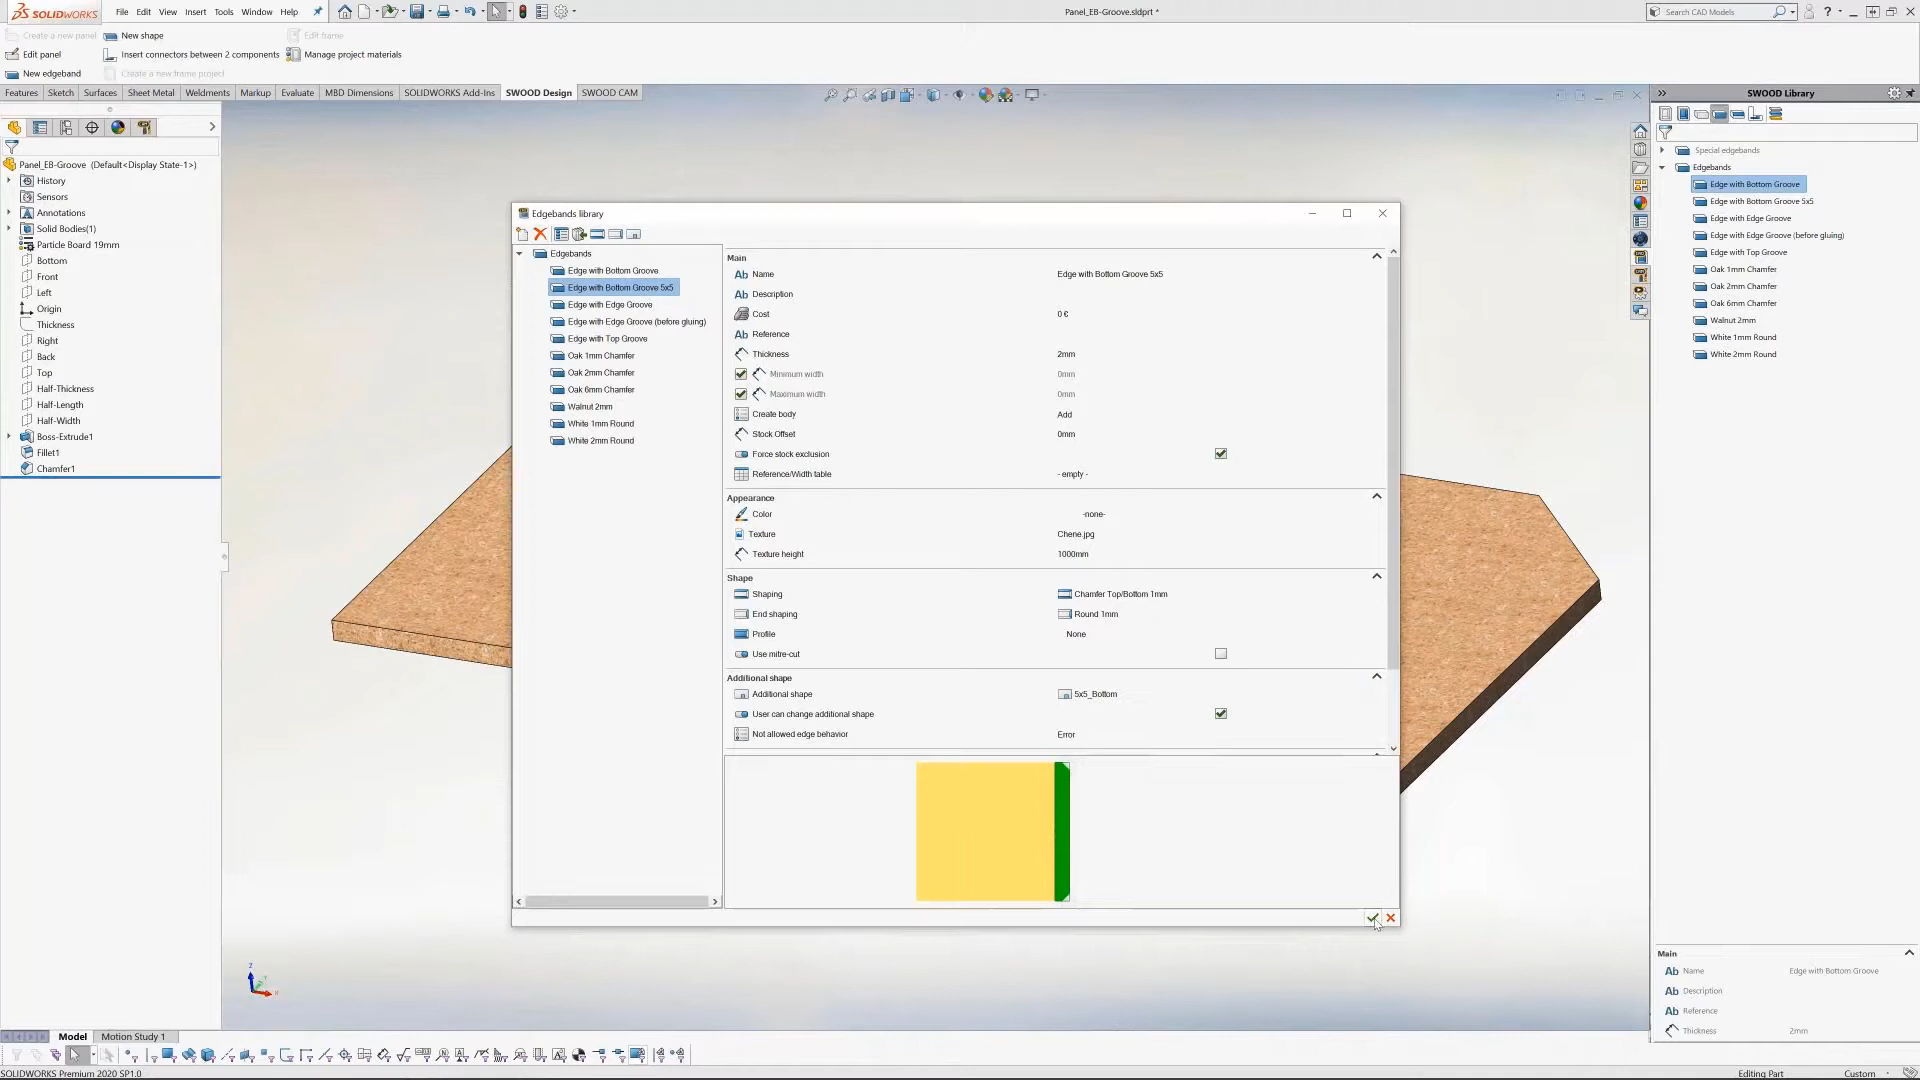 SOLIDWORKS
File Edit View Insert Tools Window Help
Panel_EB-Groove.sldprt *
Search CAD Models
Create a new panel
New shape
Edit frame
Edit panel
Insert connectors between 2 components
Manage project materials
New edgeband
Create a new frame project
Features Sketch Surfaces Sheet Metal Weldments Markup Evaluate MBD Dimensions SOLIDWORKS Add-Ins SWOOD Design SWOOD CAM
Panel_EB-Groove (Default<Display State-1>)
History
Sensors
Annotations
Solid Bodies(1)
Particle Board 19mm
Bottom
Front
Left
Origin
Thickness
Right
Back
Top
Half-Thickness
Half-Length
Half-Width
Boss-Extrude1
Fillet1
Chamfer1
Edgebands library
Edgebands
Edge with Bottom Groove
Edge with Bottom Groove 5x5
Edge with Edge Groove
Edge with Edge Groove (before gluing)
Edge with Top Groove
Oak 1mm Chamfer
Oak 2mm Chamfer
Oak 6mm Chamfer
Walnut 2mm
White 1mm Round
White 2mm Round
Main
Ab Name Edge with Bottom Groove 5x5
Ab Description
Cost 0 €
Ab Reference
Thickness 2mm
Minimum width 0mm
Maximum width 0mm
Create body Add
Stock Offset 0mm
Force stock exclusion
Reference/Width table - empty -
Appearance
Color -none-
Texture Chene.jpg
Texture height 1000mm
Shape
Shaping Chamfer Top/Bottom 1mm
End shaping Round 1mm
Profile None
Use mitre-cut
Additional shape
Additional shape 5x5_Bottom
User can change additional shape
Not allowed edge behavior Error
SWOOD Library
Special edgebands
Edgebands
Edge with Bottom Groove
Edge with Bottom Groove 5x5
Edge with Edge Groove
Edge with Edge Groove (before gluing)
Edge with Top Groove
Oak 1mm Chamfer
Oak 2mm Chamfer
Oak 6mm Chamfer
Walnut 2mm
White 1mm Round
White 2mm Round
Main
Ab Name Edge with Bottom Groove
Ab Description
Ab Reference
Thickness 2mm
Z
X
Model Motion Study 1
SOLIDWORKS Premium 2020 SP1.0
Editing Part
Custom